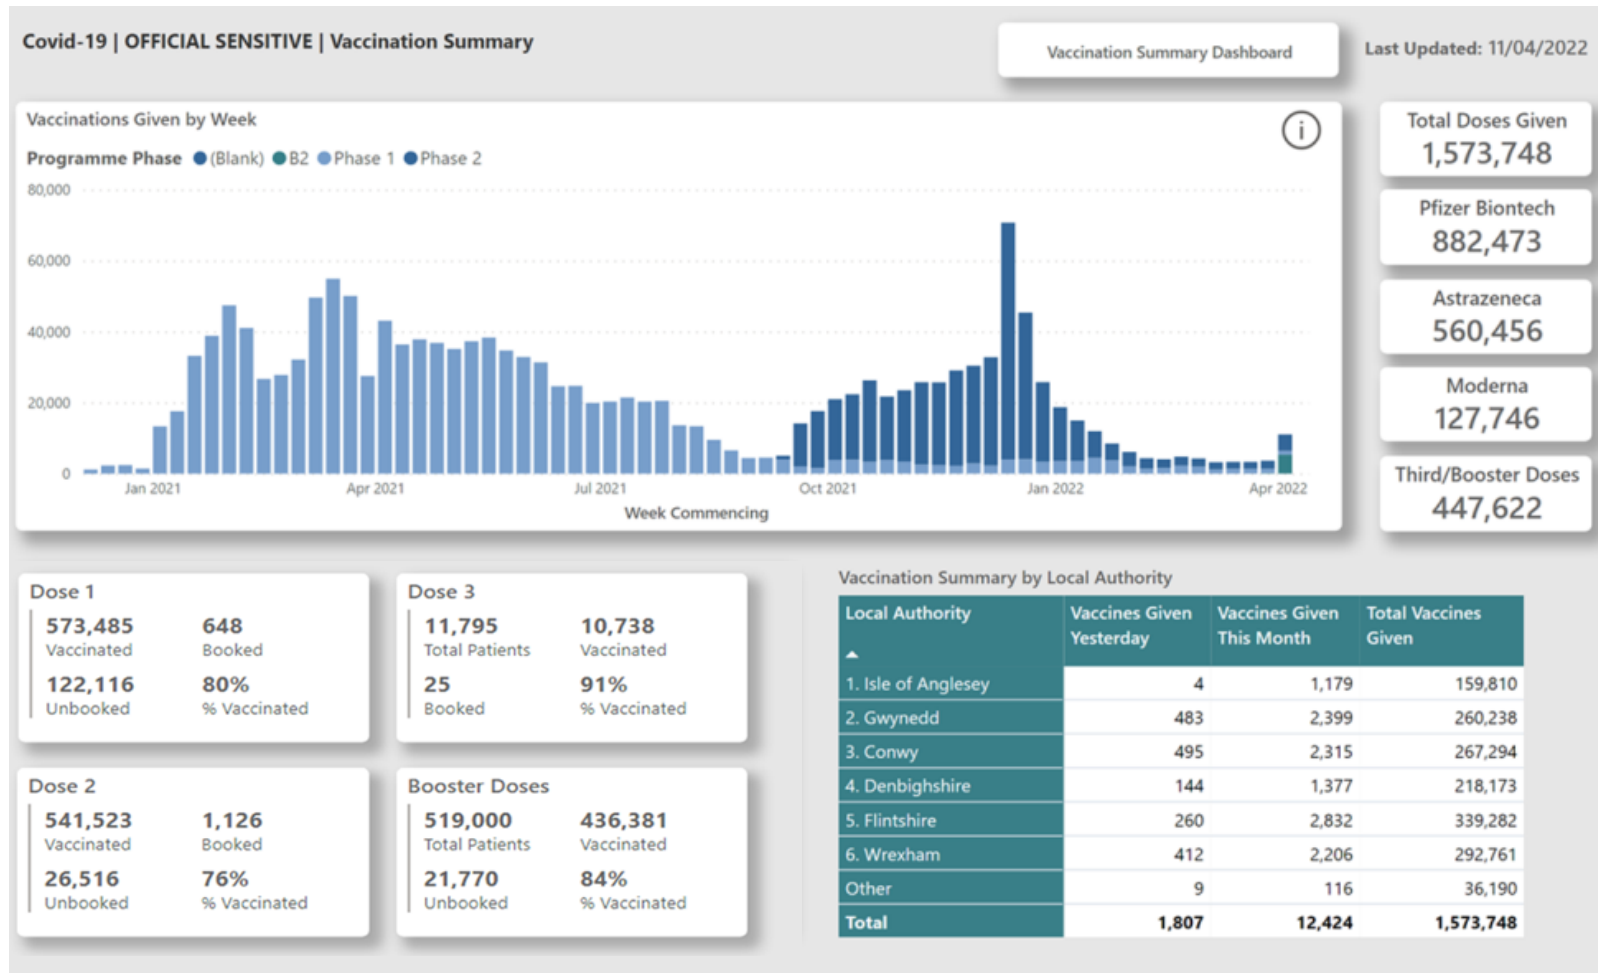 Covid-19 | OFFICIAL SENSITIVE | Vaccination Summary
Vaccination Summary Dashboard
Last Updated: 11/04/2022
Vaccinations Given by Week
i
Programme Phase (Blank) B2 Phase 1 Phase 2
80,000
60,000
40,000
20,000
0
Jan 2021 Apr 2021 Jul 2021 Oct 2021 Jan 2022 Apr 2022
Week Commencing
Total Doses Given
1,573,748
Pfizer Biontech
882,473
Astrazeneca
560,456
Moderna
127,746
Third/Booster Doses
447,622
Dose 1
573,485 648
Vaccinated Booked
122,116 80%
Unbooked % Vaccinated
Dose 3
11,795 10,738
Total Patients Vaccinated
25 91%
Booked % Vaccinated
Dose 2
541,523 1,126
Vaccinated Booked
26,516 76%
Unbooked % Vaccinated
Booster Doses
519,000 436,381
Total Patients Vaccinated
21,770 84%
Unbooked % Vaccinated
Vaccination Summary by Local Authority
Local Authority Vaccines Given Vaccines Given Total Vaccines
Yesterday This Month Given
1. Isle of Anglesey 4 1,179 159,810
2. Gwynedd 483 2,399 260,238
3. Conwy 495 2,315 267,294
4. Denbighshire 144 1,377 218,173
5. Flintshire 260 2,832 339,282
6. Wrexham 412 2,206 292,761
Other 9 116 36,190
Total 1,807 12,424 1,573,748